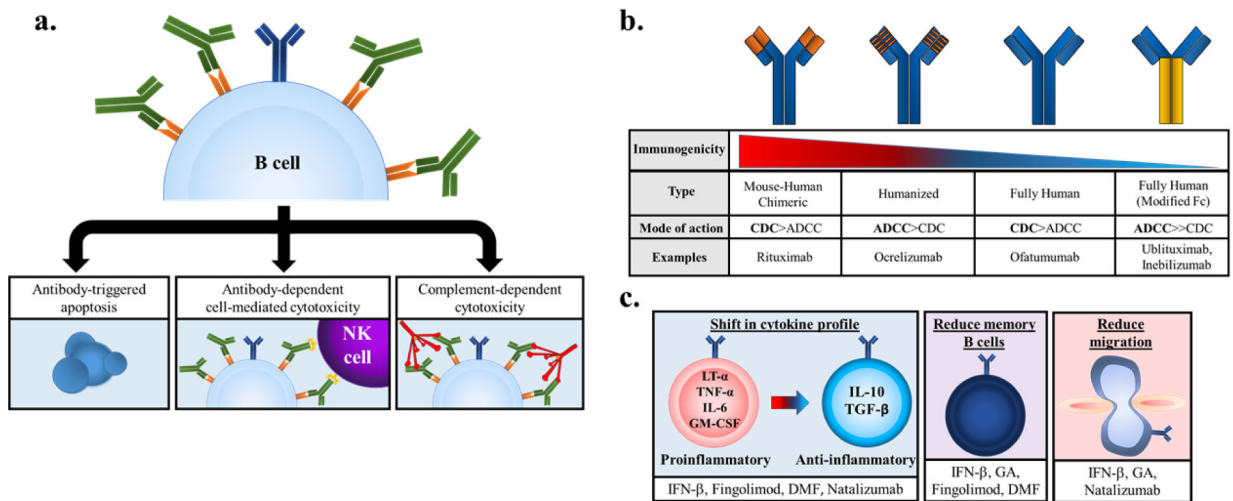 a.
B cell
Antibody-triggered
apoptosis
Antibody-dependent
cell-mediated cytotoxicity
Complement-dependent
cytotoxicity
NK
cell
b.
Immunogenicity
Type
Mouse-Human
Chimeric
Humanized
Fully Human
Fully Human
(Modified Fc)
Mode of action
CDC>ADCC
ADCC>CDC
CDC>ADCC
ADCC>>CDC
Examples
Rituximab
Ocrelizumab
Ofatumumab
Ublituximab,
Inebilizumab
c.
Shift in cytokine profile
LT-α
TNF-α
IL-6
GM-CSF
IL-10
TGF-β
Proinflammatory
Anti-inflammatory
IFN-β, Fingolimod, DMF, Natalizumab
Reduce memory
B cells
IFN-β, GA,
Fingolimod, DMF
Reduce
migration
IFN-β, GA,
Natalizumab